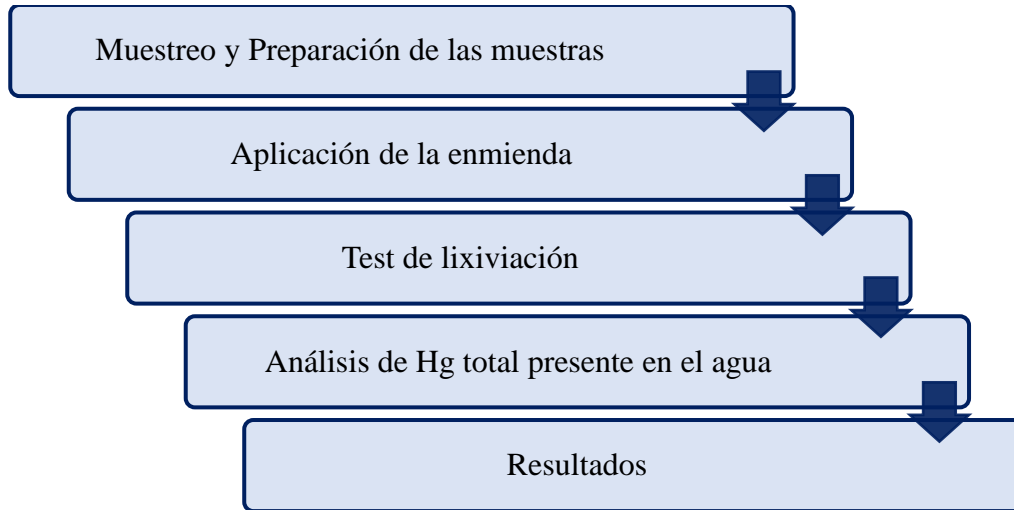 Muestreo y Preparación de las muestras
Aplicación de la enmienda
Test de lixiviación
Análisis de Hg total presente en el agua
Resultados